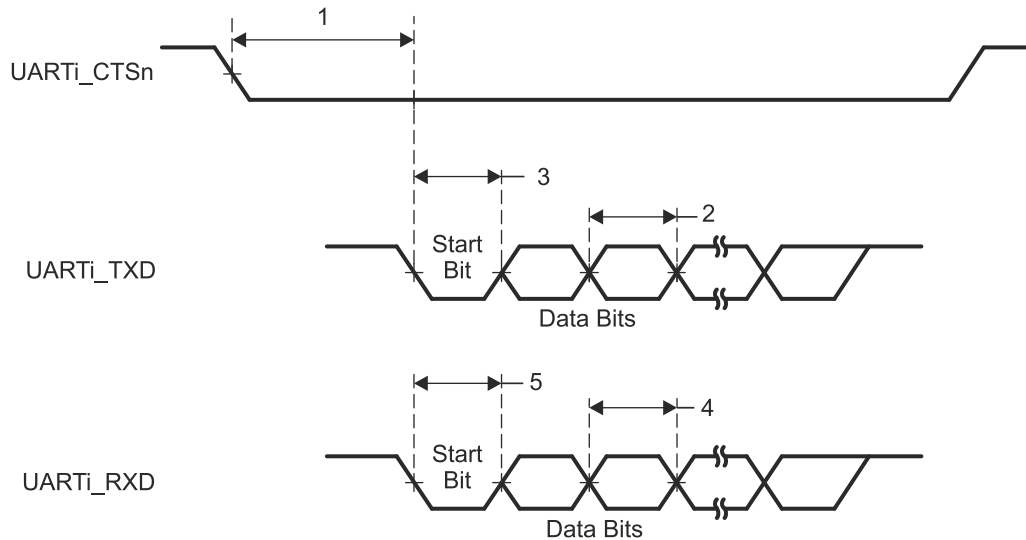 1
UARTi_CTSn
3
2
UARTi_TXD
Start
Bit
Data Bits
5
4
UARTi_RXD
Start
Bit
Data Bits